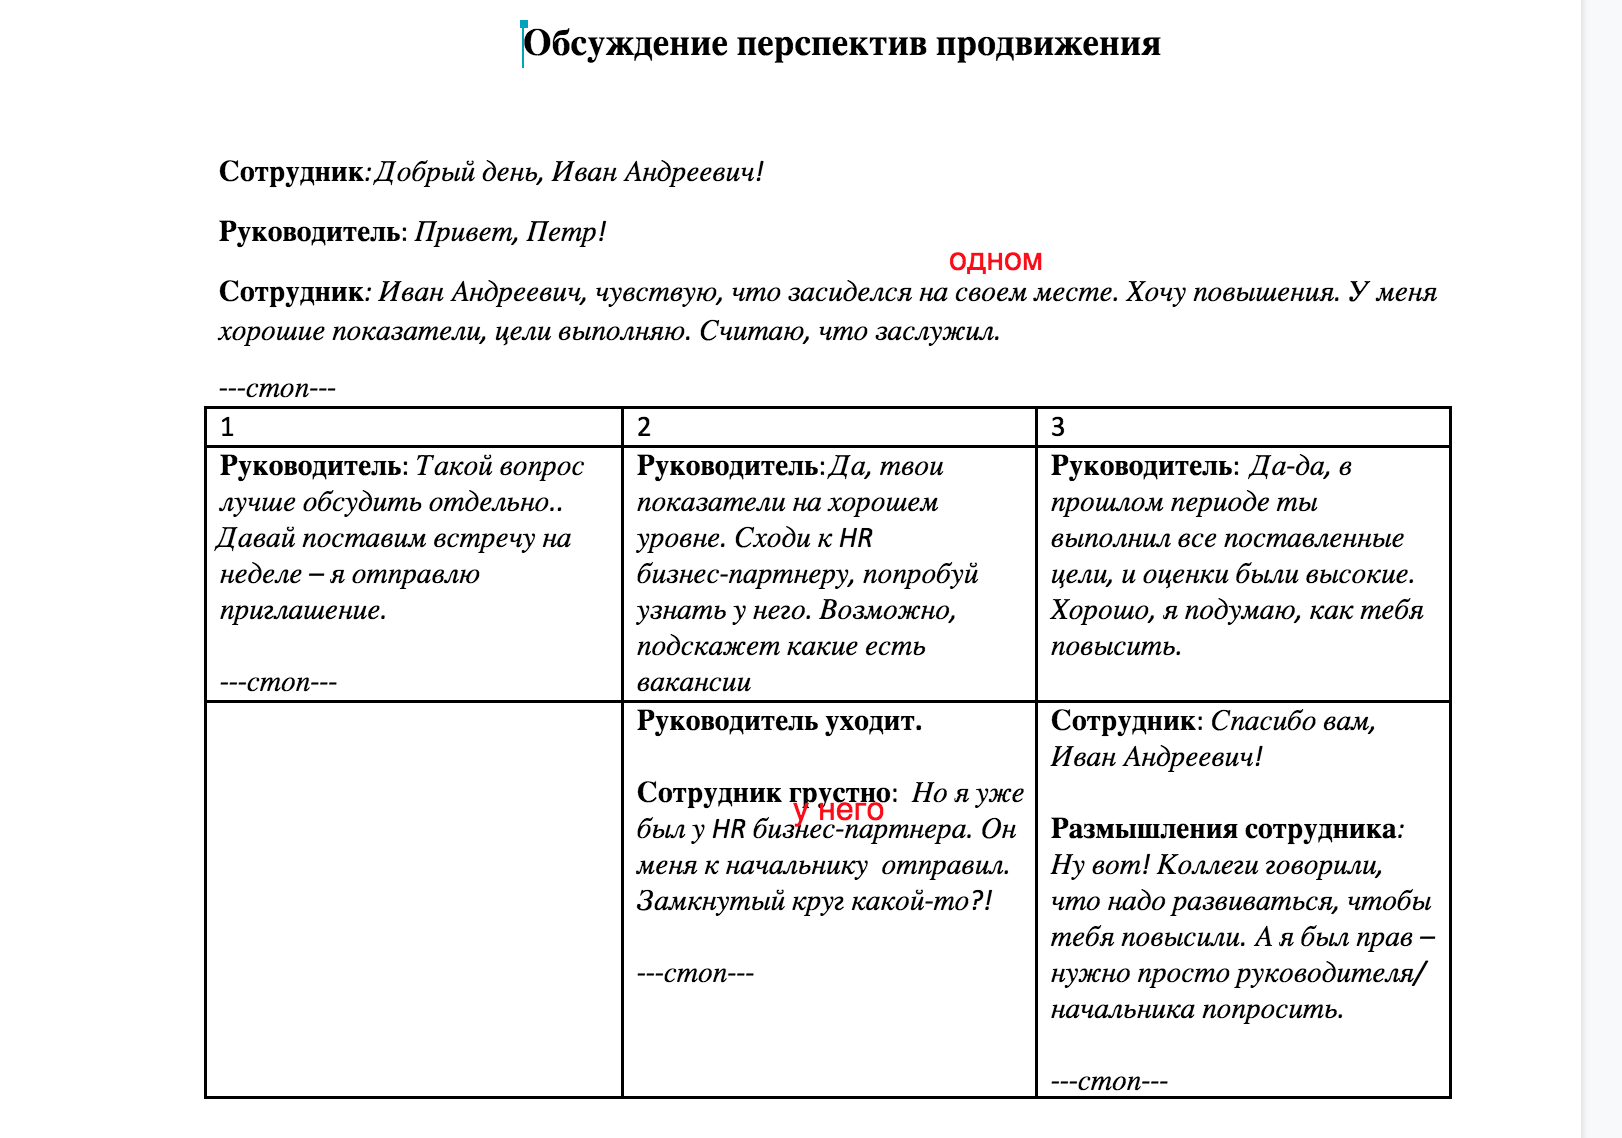 Обсуждение перспектив продвижения
Сотрудник: Добрый день, Иван Андреевич!
Руководитель: Привет, Петр!
одном
Сотрудник: Иван Андреевич, чувствую, что засиделся на своем месте. Хочу повышения. У меня
хорошие показатели, цели выполняю. Считаю, что заслужил.
---стоп---
1
2
3
Руководитель: Такой вопрос
лучше обсудить отдельно..
Давай поставим встречу на
неделе – я отправлю
приглашение.
---стоп---
Руководитель:Да, твои
показатели на хорошем
уровне. Сходи к HR
бизнес-партнеру, попробуй
узнать у него. Возможно,
подскажет какие есть
вакансии
Руководитель: Да-да, в
прошлом периоде ты
выполнил все поставленные
цели, и оценки были высокие.
Хорошо, я подумаю, как тебя
повысить.
Руководитель уходит.
Сотрудник грустно: Но я уже
у него
был у HR бизнес-партнера. Он
меня к начальнику отправил.
Замкнутый круг какой-то?!
---стоп---
Сотрудник: Спасибо вам,
Иван Андреевич!
Размышления сотрудника:
Ну вот! Коллеги говорили,
что надо развиваться, чтобы
тебя повысили. А я был прав –
нужно просто руководителя/
начальника попросить.
---стоп---